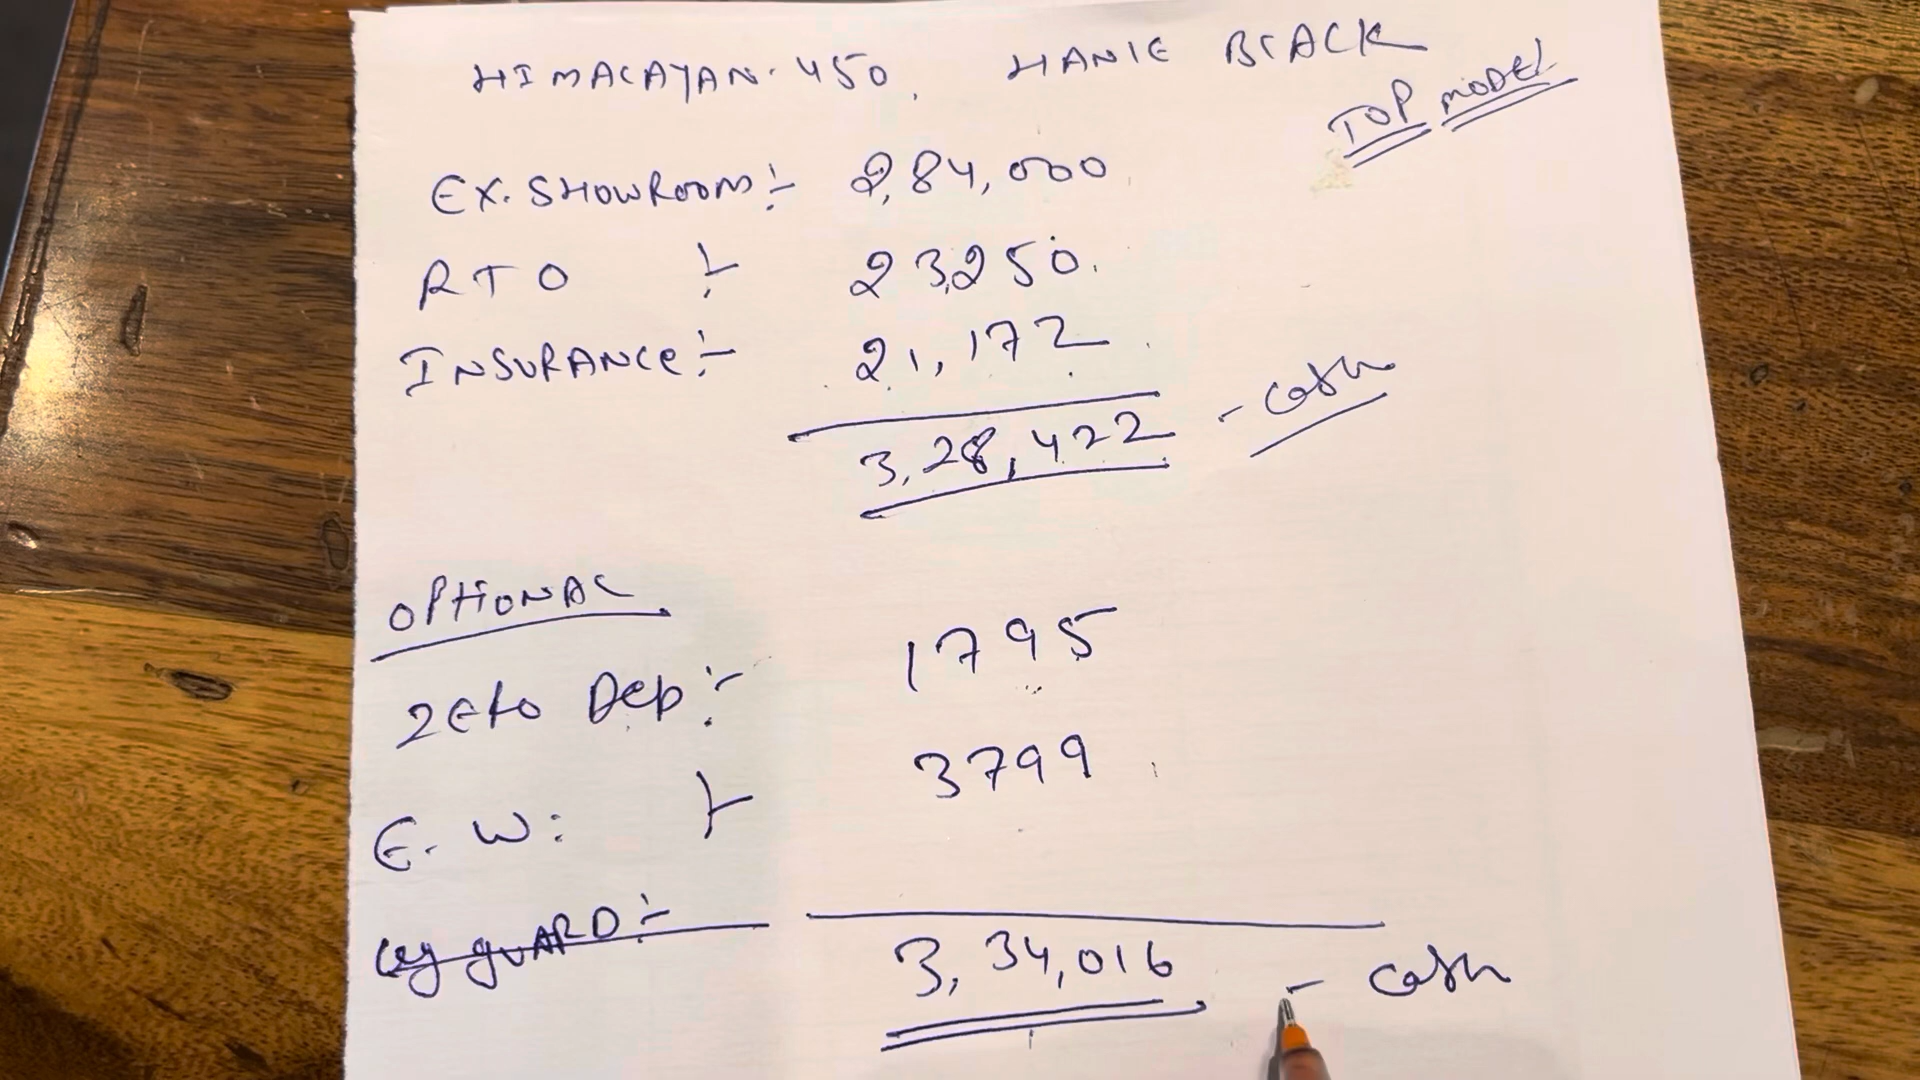 HIMALAYAN. 450, HANLE BLACK
TOP MODEL
EX. SHOWROOM:- 2,84,000
RTO :- 23,250.
INSURANCE:- 21,172
3,28,422 - cash
OPTIONAL
Zero Dep:- 1795
E. W: :- 3799
Leg guARD:-
3,34,016 - cash